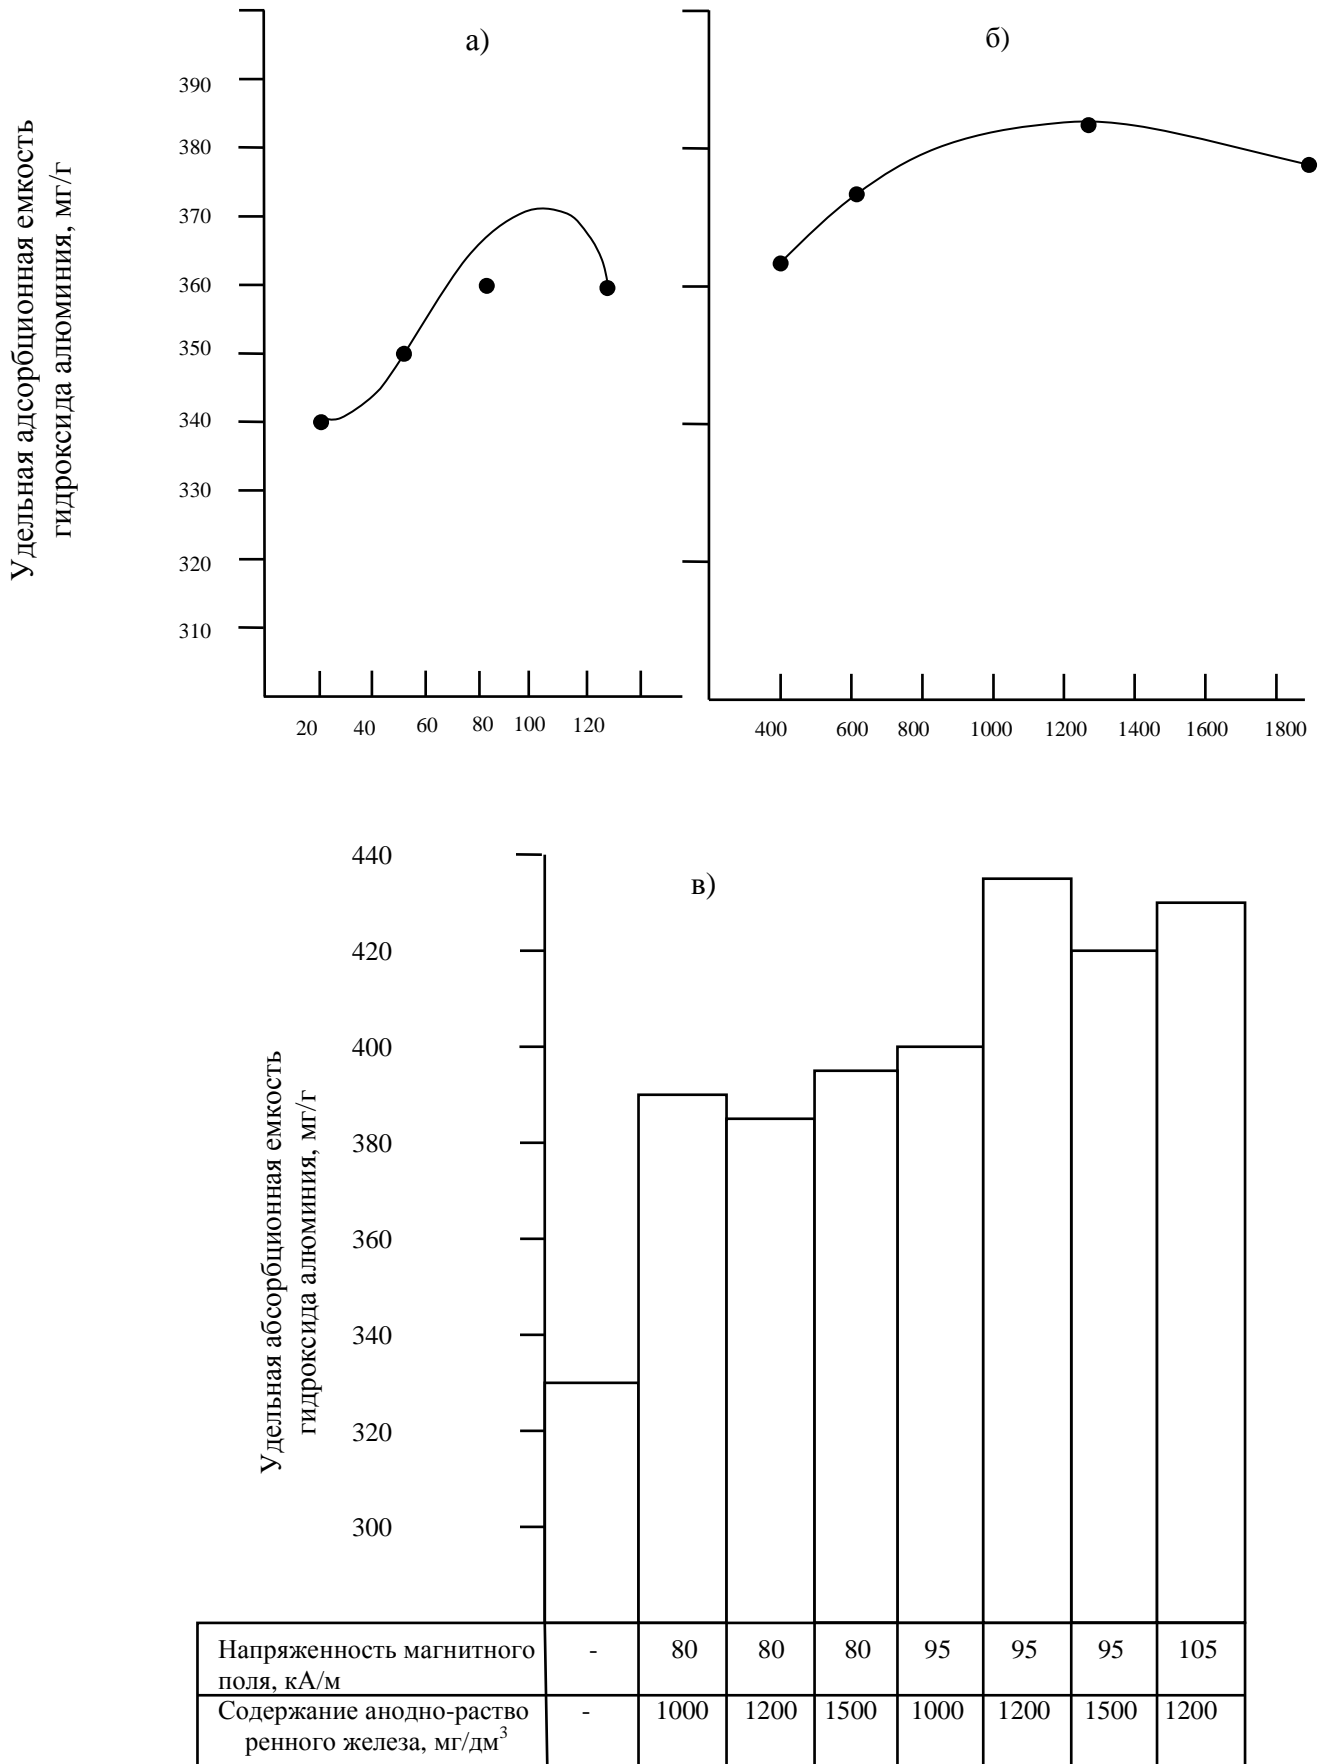 а)
б)
Удельная адсорбционная емкость
гидроксида алюминия, мг/г
390
380
370
360
350
340
330
320
310
20 40 60 80 100 120
400 600 800 1000 1200 1400 1600 1800
в)
Удельная абсорбционная емкость
гидроксида алюминия, мг/г
440
420
400
380
360
340
320
300
Напряженность магнитного
поля, кА/м
- 80 80 80 95 95 95 105
Содержание анодно-раство
ренного железа, мг/дм³
- 1000 1200 1500 1000 1200 1500 1200